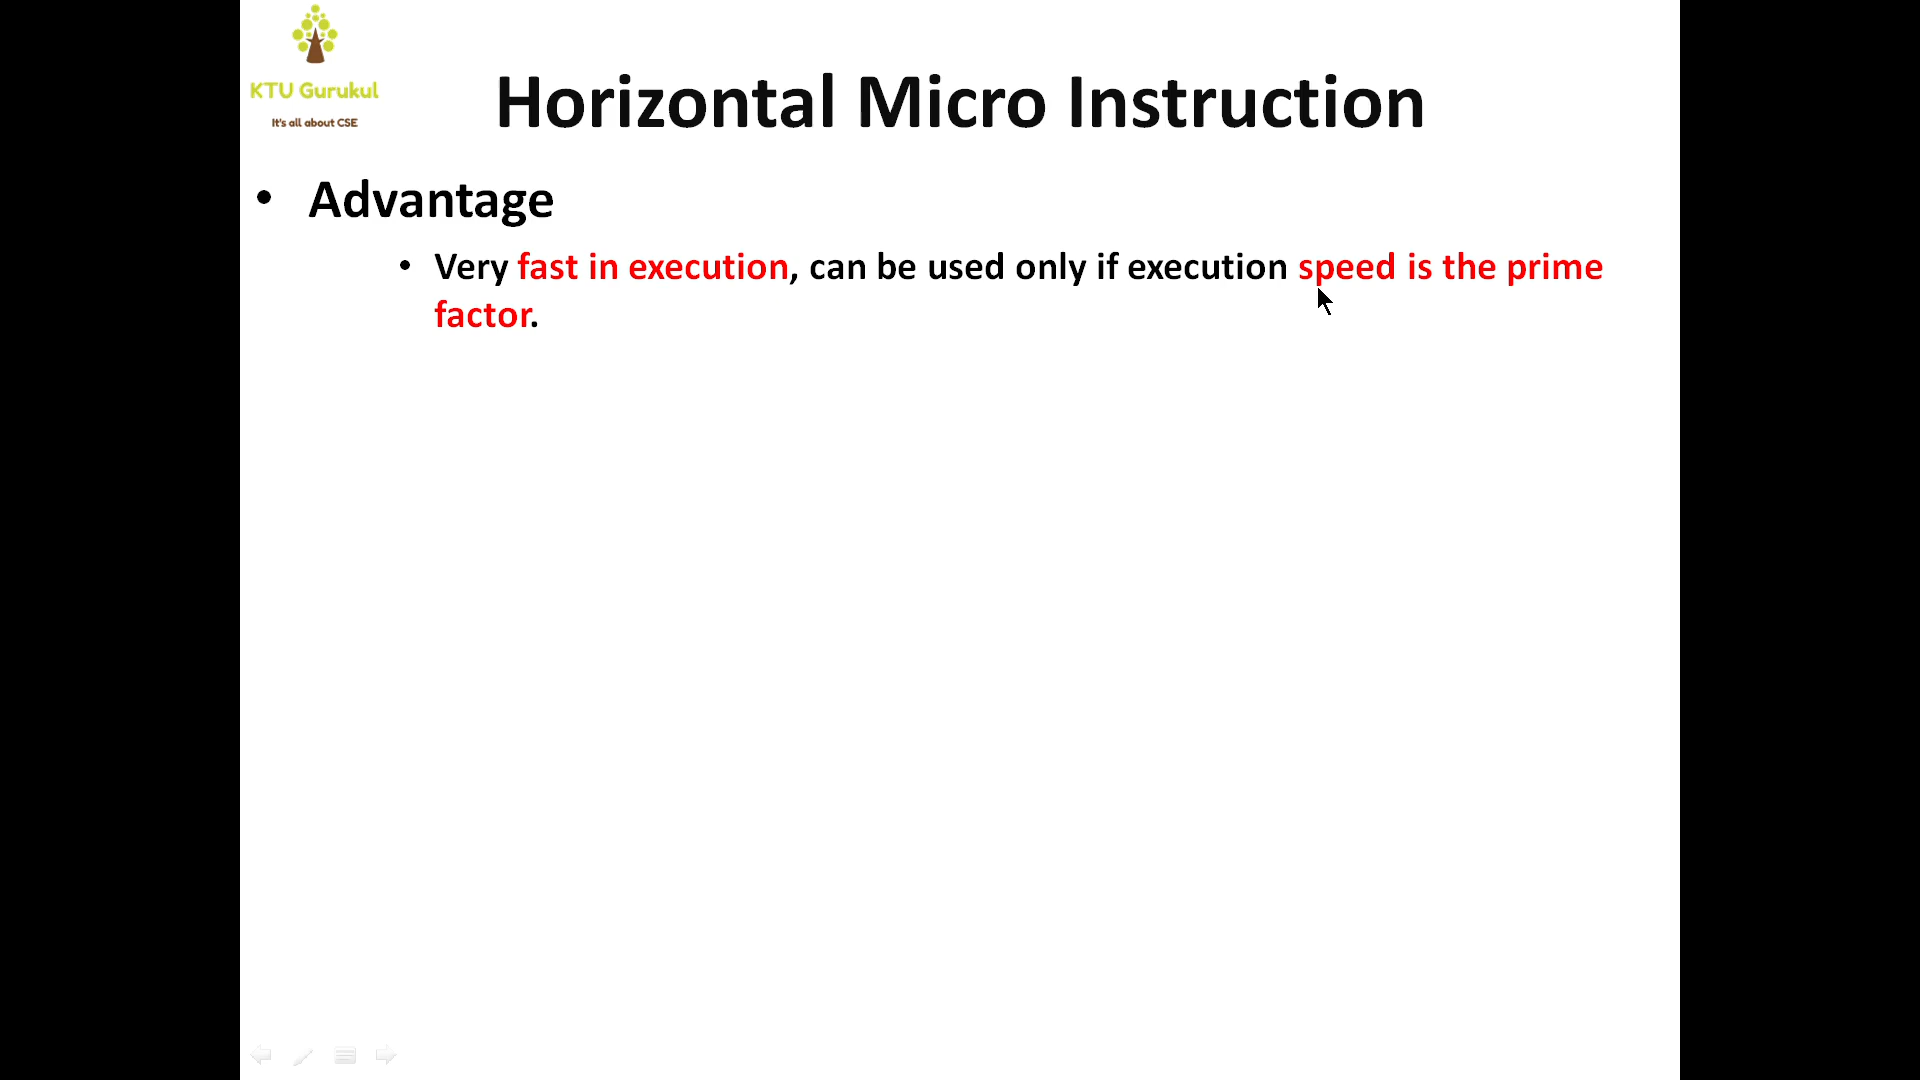 KTU Gurukul
It's all about CSE
Horizontal Micro Instruction
• Advantage
• Very fast in execution, can be used only if execution speed is the prime
factor.